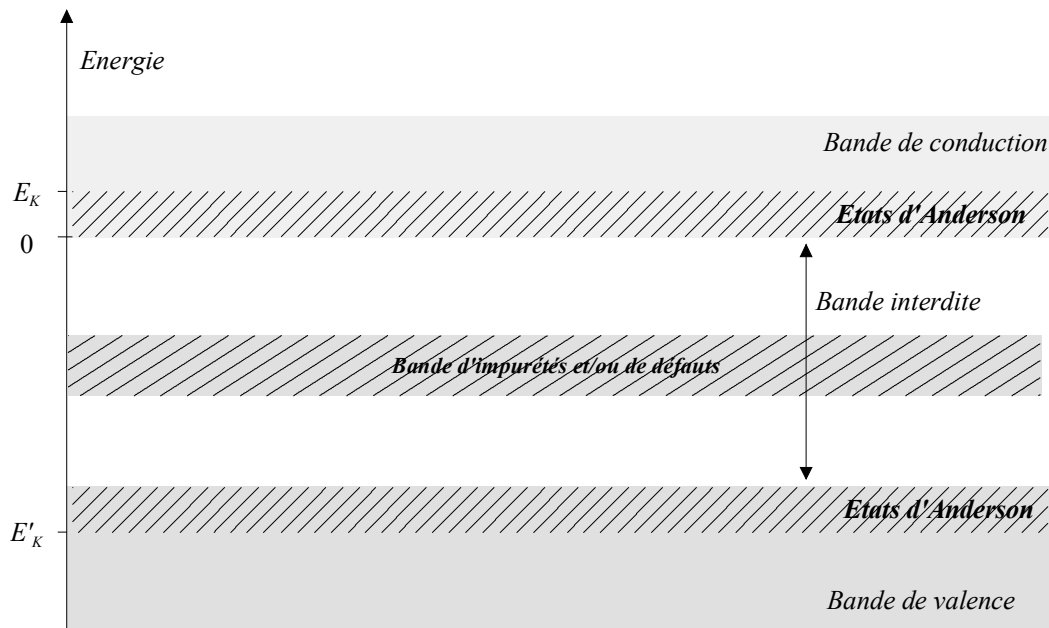 Energie
Bande de conduction
E_K
Etats d'Anderson
0
Bande interdite
Bande d'impurétés et/ou de défauts
Etats d'Anderson
E'_K
Bande de valence